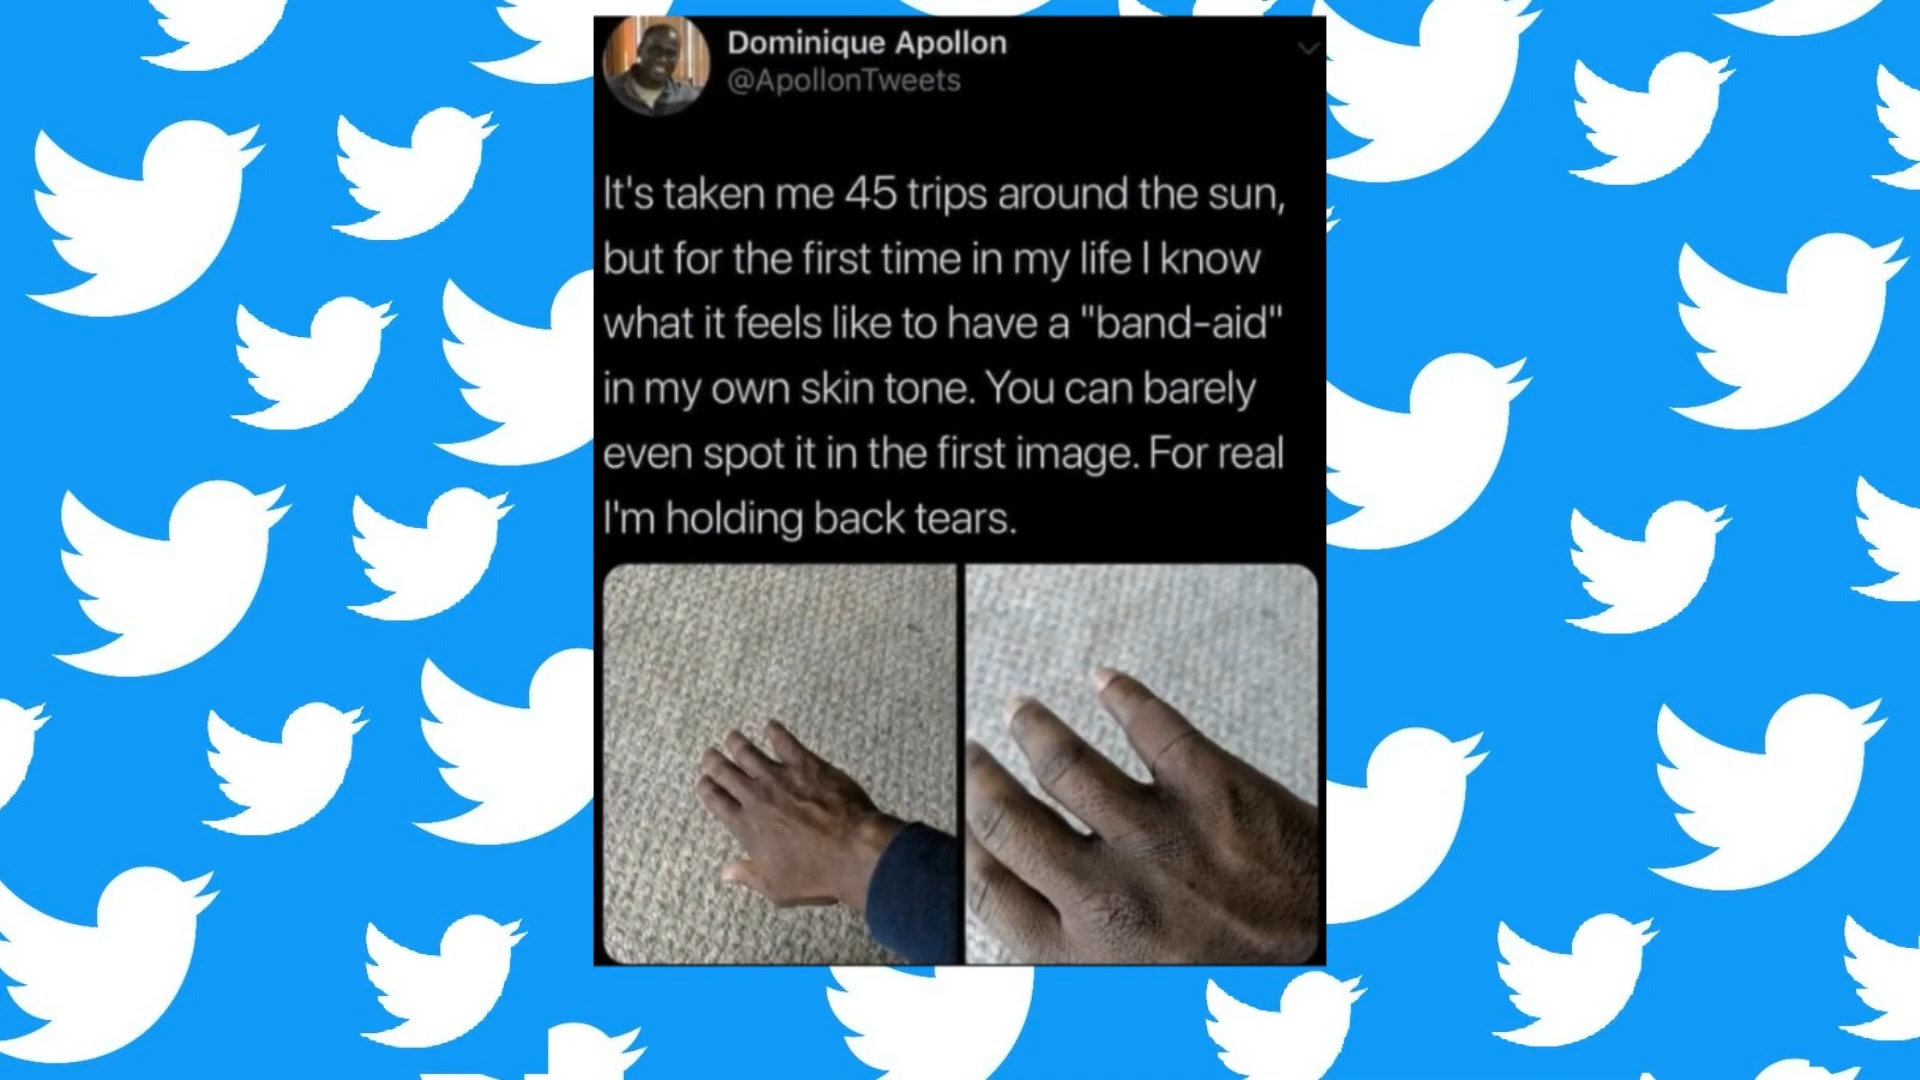 Dominique Apollon
@ApollonTweets
It's taken me 45 trips around the sun,
but for the first time in my life I know
what it feels like to have a "band-aid"
in my own skin tone. You can barely
even spot it in the first image. For real
I'm holding back tears.